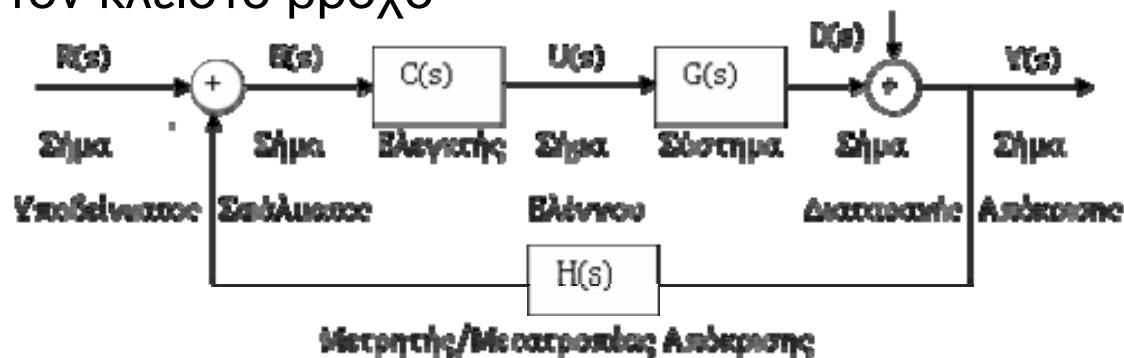 τον κλειστό βρόχο
R(s) E(s) C(s) U(s) G(s) D(s) Y(s)
+ +
Σήμα Σήμα Ελεγκτής Σήμα Σύστημα Σήμα Σήμα
Υποδείγματος Σφάλματος Ελέγχου Διαταραχής Απόκρισης
H(s)
Μετρητής/Μετατροπέας Απόκρισης